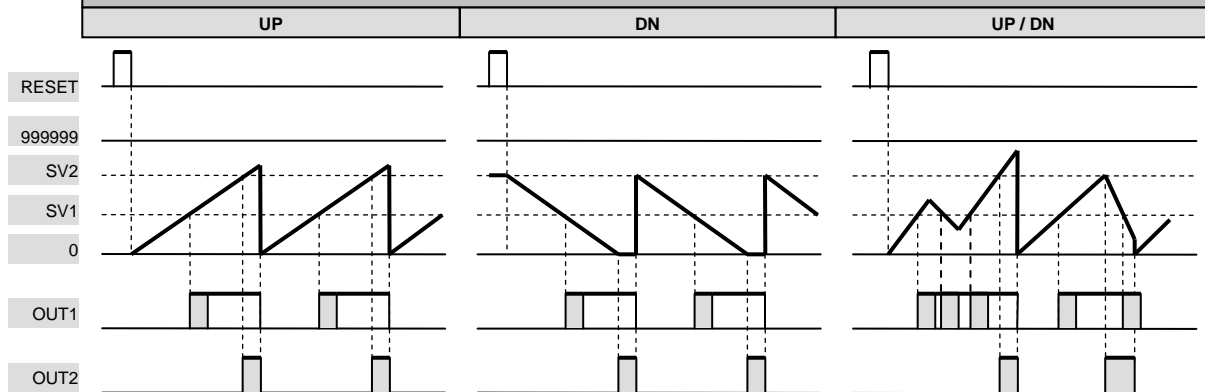 UP DN UP / DN
RESET
999999
SV2
SV1
0
OUT1
OUT2